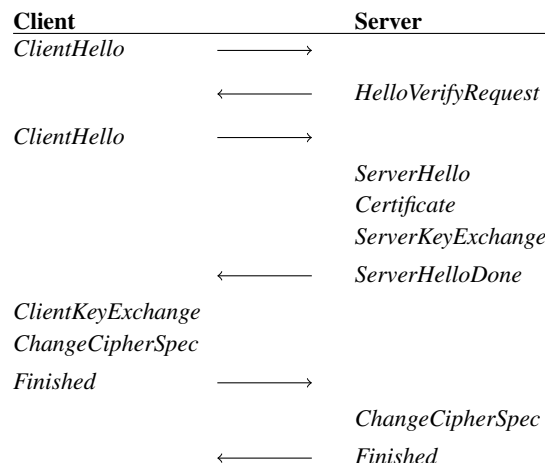 Client Server
ClientHello
HelloVerifyRequest
ClientHello
ServerHello
Certificate
ServerKeyExchange
ServerHelloDone
ClientKeyExchange
ChangeCipherSpec
Finished
ChangeCipherSpec
Finished